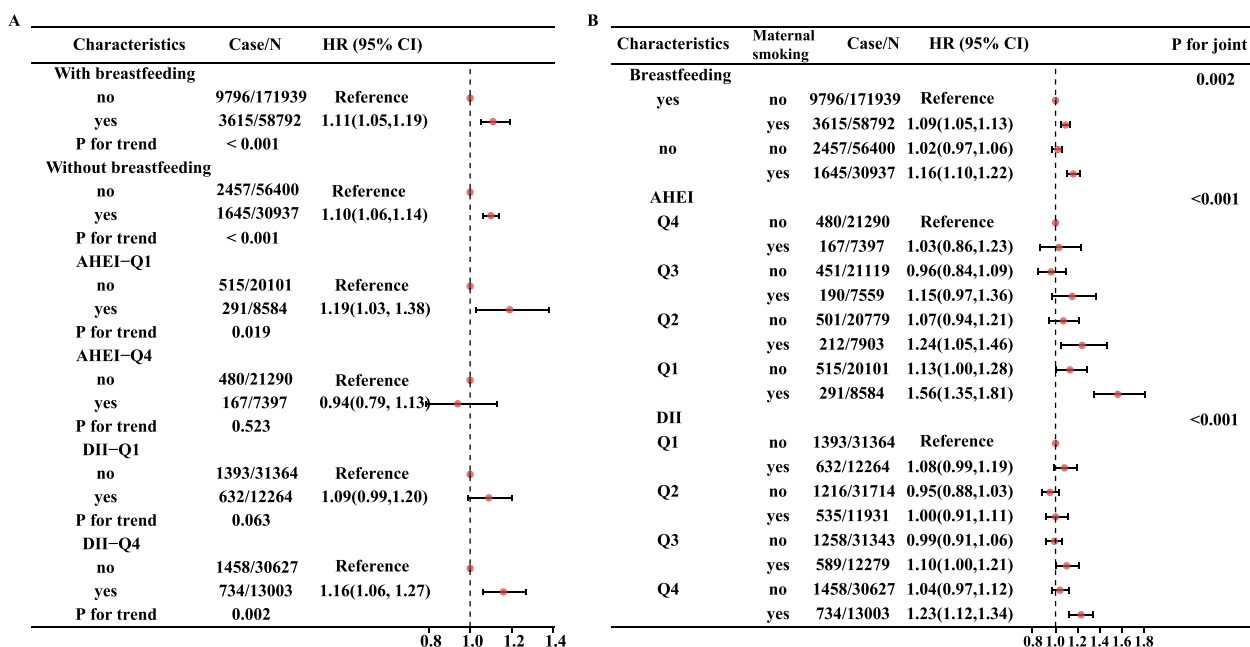 A
Characteristics Case/N HR (95% CI)
With breastfeeding
no 9796/171939 Reference
yes 3615/58792 1.11(1.05,1.19)
P for trend < 0.001
Without breastfeeding
no 2457/56400 Reference
yes 1645/30937 1.10(1.06,1.14)
P for trend < 0.001
AHEI−Q1
no 515/20101 Reference
yes 291/8584 1.19(1.03, 1.38)
P for trend 0.019
AHEI−Q4
no 480/21290 Reference
yes 167/7397 0.94(0.79, 1.13)
P for trend 0.523
DII−Q1
no 1393/31364 Reference
yes 632/12264 1.09(0.99,1.20)
P for trend 0.063
DII−Q4
no 1458/30627 Reference
yes 734/13003 1.16(1.06, 1.27)
P for trend 0.002
0.8 1.0 1.2 1.4
B
Characteristics Maternal smoking Case/N HR (95% CI) P for joint
Breastfeeding 0.002
yes no 9796/171939 Reference
yes 3615/58792 1.09(1.05,1.13)
no no 2457/56400 1.02(0.97,1.06)
yes 1645/30937 1.16(1.10,1.22)
AHEI <0.001
Q4 no 480/21290 Reference
yes 167/7397 1.03(0.86,1.23)
Q3 no 451/21119 0.96(0.84,1.09)
yes 190/7559 1.15(0.97,1.36)
Q2 no 501/20779 1.07(0.94,1.21)
yes 212/7903 1.24(1.05,1.46)
Q1 no 515/20101 1.13(1.00,1.28)
yes 291/8584 1.56(1.35,1.81)
DII <0.001
Q1 no 1393/31364 Reference
yes 632/12264 1.08(0.99,1.19)
Q2 no 1216/31714 0.95(0.88,1.03)
yes 535/11931 1.00(0.91,1.11)
Q3 no 1258/31343 0.99(0.91,1.06)
yes 589/12279 1.10(1.00,1.21)
Q4 no 1458/30627 1.04(0.97,1.12)
yes 734/13003 1.23(1.12,1.34)
0.8 1.0 1.2 1.4 1.6 1.8